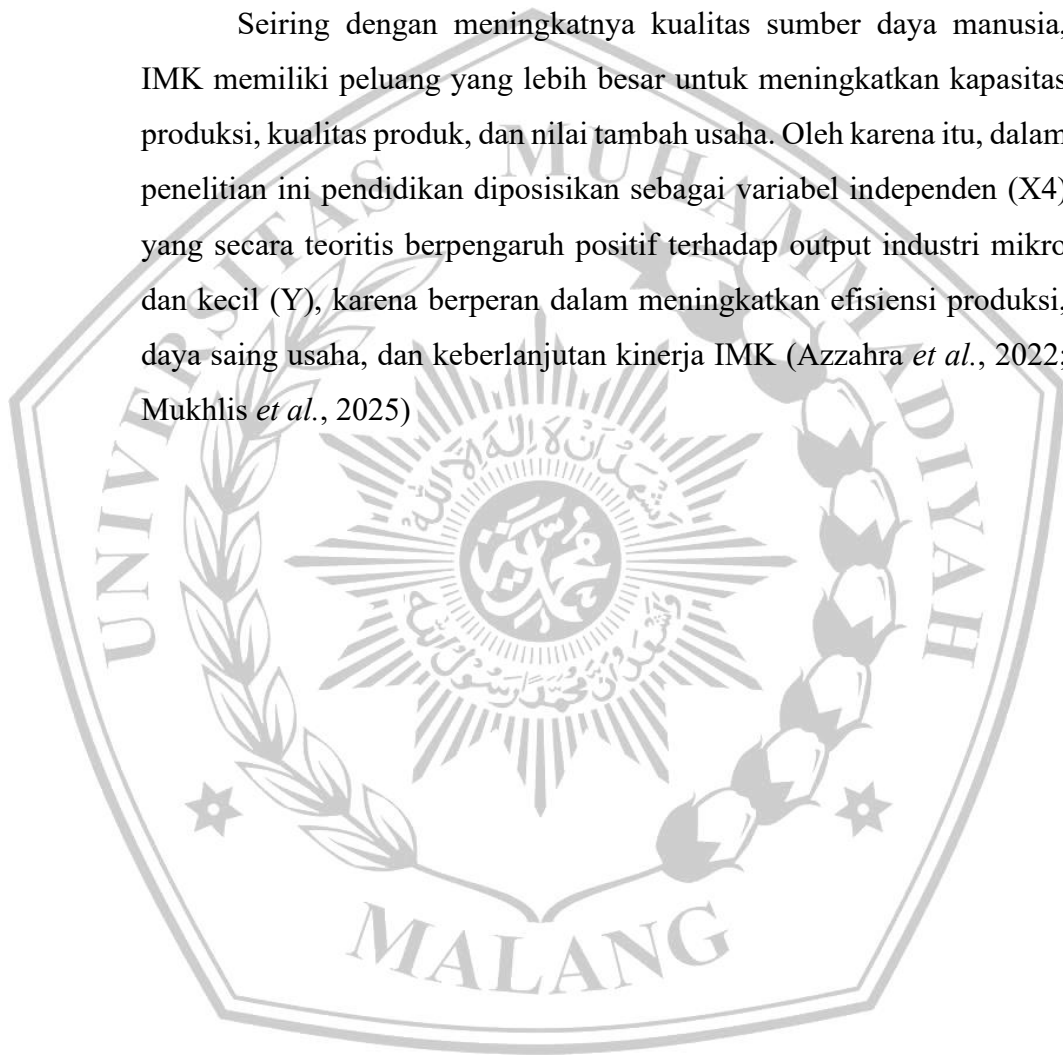 Seiring dengan meningkatnya kualitas sumber daya manusia,
IMK memiliki peluang yang lebih besar untuk meningkatkan kapasitas
produksi, kualitas produk, dan nilai tambah usaha. Oleh karena itu, dalam
penelitian ini pendidikan diposisikan sebagai variabel independen (X4)
yang secara teoritis berpengaruh positif terhadap output industri mikro
dan kecil (Y), karena berperan dalam meningkatkan efisiensi produksi,
daya saing usaha, dan keberlanjutan kinerja IMK (Azzahra et al., 2022;
Mukhlis et al., 2025)
UNIVERSITAS MUHAMMADIYAH
MALANG